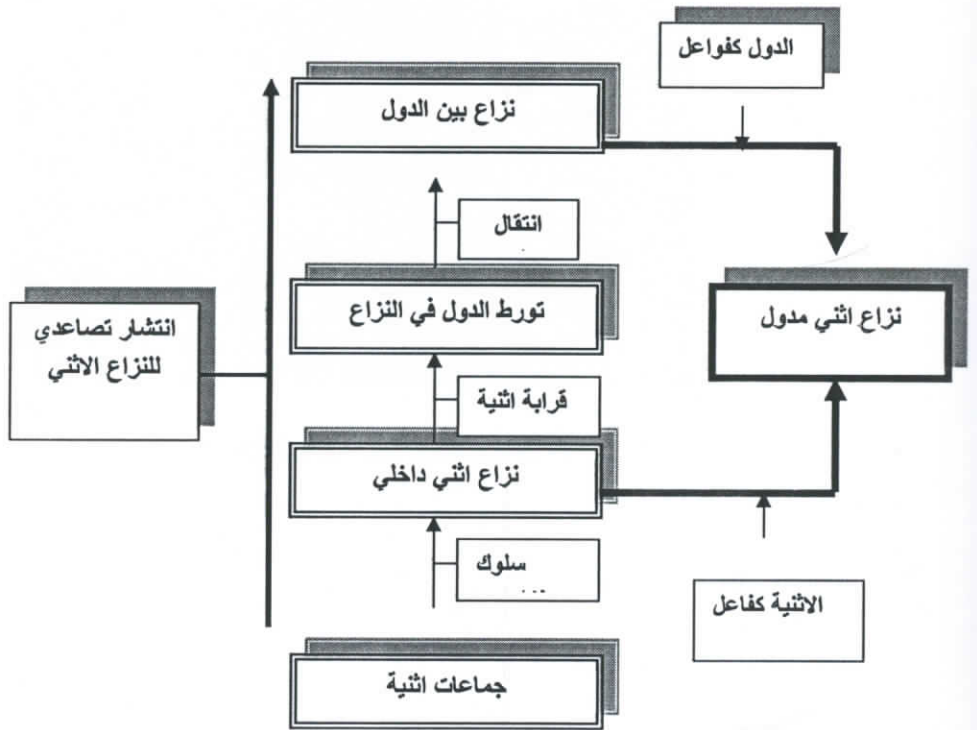 الدول كفواعل
نزاع بين الدول
انتقال
تورط الدول في النزاع
نزاع اثني مدول
انتشار تصاعدي
للنزاع الاثني
قرابة اثنية
نزاع اثني داخلي
سلوك
الاثنية كفاعل
جماعات اثنية